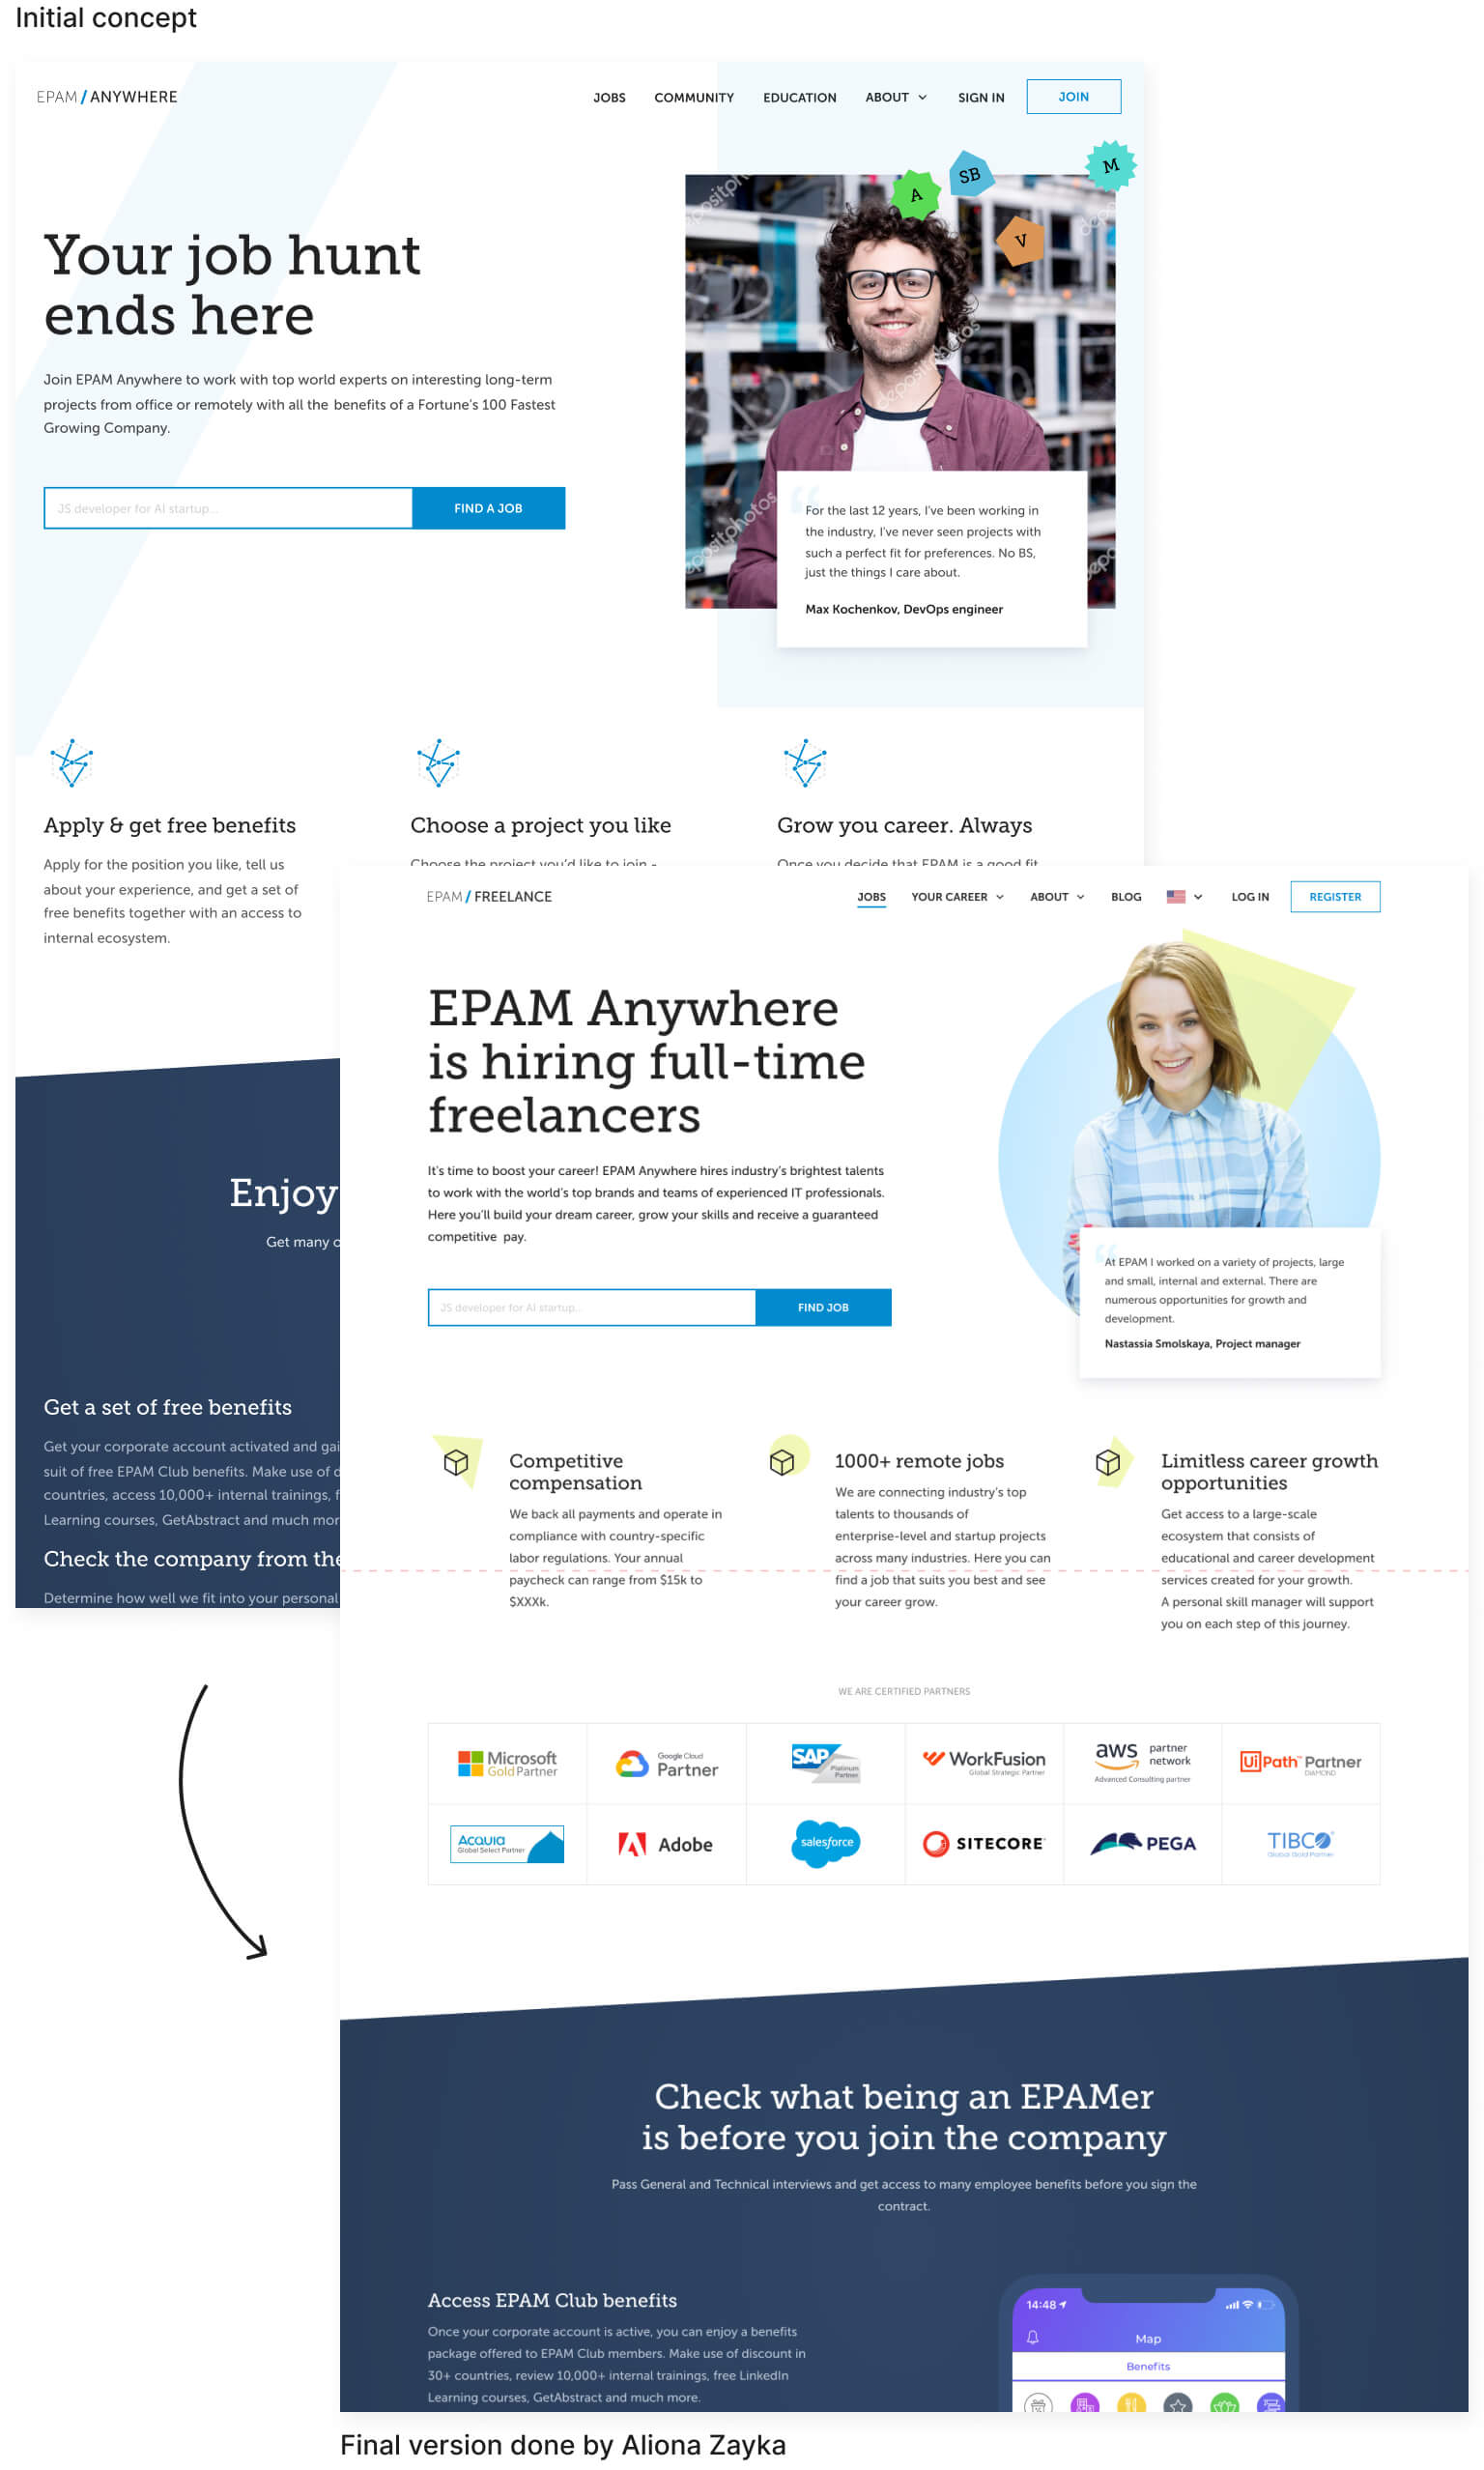 Initial concept
EPAM / ANYWHERE
JOBS COMMUNITY EDUCATION ABOUT SIGN IN JOIN
A
SB
M
V
Your job hunt
ends here
Join EPAM Anywhere to work with top world experts on interesting long-term
projects from office or remotely with all the benefits of a Fortune's 100 Fastest
Growing Company.
JS developer for AI startup...
FIND A JOB
depositphotos
For the last 12 years, I've been working in
the industry, I've never seen projects with
such a perfect fit for preferences. No BS,
just the things I care about.
Max Kochenkov, DevOps engineer
Apply & get free benefits
Apply for the position you like, tell us
about your experience, and get a set of
free benefits together with an access to
internal ecosystem.
Choose a project you like
Choose the project you'd like to join -
Grow you career. Always
Once you decide that EPAM is a good fit
Enjoy
Get many
Get a set of free benefits
Get your corporate account activated and gai
suit of free EPAM Club benefits. Make use of d
countries, access 10,000+ internal trainings, f
Learning courses, GetAbstract and much mor
Check the company from the
Determine how well we fit into your personal
EPAM / FREELANCE
JOBS YOUR CAREER ABOUT BLOG LOG IN REGISTER
EPAM Anywhere
is hiring full-time
freelancers
It's time to boost your career! EPAM Anywhere hires industry's brightest talents
to work with the world's top brands and teams of experienced IT professionals.
Here you'll build your dream career, grow your skills and receive a guaranteed
competitive pay.
JS developer for AI startup...
FIND JOB
At EPAM I worked on a variety of projects, large
and small, internal and external. There are
numerous opportunities for growth and
development.
Nastassia Smolskaya, Project manager
Competitive
compensation
We back all payments and operate in
compliance with country-specific
labor regulations. Your annual
paycheck can range from $15k to
$XXXk.
1000+ remote jobs
We are connecting industry's top
talents to thousands of
enterprise-level and startup projects
across many industries. Here you can
find a job that suits you best and see
your career grow.
Limitless career growth
opportunities
Get access to a large-scale
ecosystem that consists of
educational and career development
services created for your growth.
A personal skill manager will support
you on each step of this journey.
WE ARE CERTIFIED PARTNERS
Microsoft
Gold Partner
Google Cloud
Partner
SAP
Platinum
Partner
WorkFusion
Global Strategic Partner
aws partner
network
Advanced Consulting partner
UiPath™ Partner
DIAMOND
Acquia
Global Select Partner
Adobe
salesforce
SITECORE
PEGA
TIBCO
Global Gold Partner
Check what being an EPAMer
is before you join the company
Pass General and Technical interviews and get access to many employee benefits before you sign the
contract.
Access EPAM Club benefits
Once your corporate account is active, you can enjoy a benefits
package offered to EPAM Club members. Make use of discount in
30+ countries, review 10,000+ internal trainings, free LinkedIn
Learning courses, GetAbstract and much more.
14:48
Map
Benefits
Final version done by Aliona Zayka